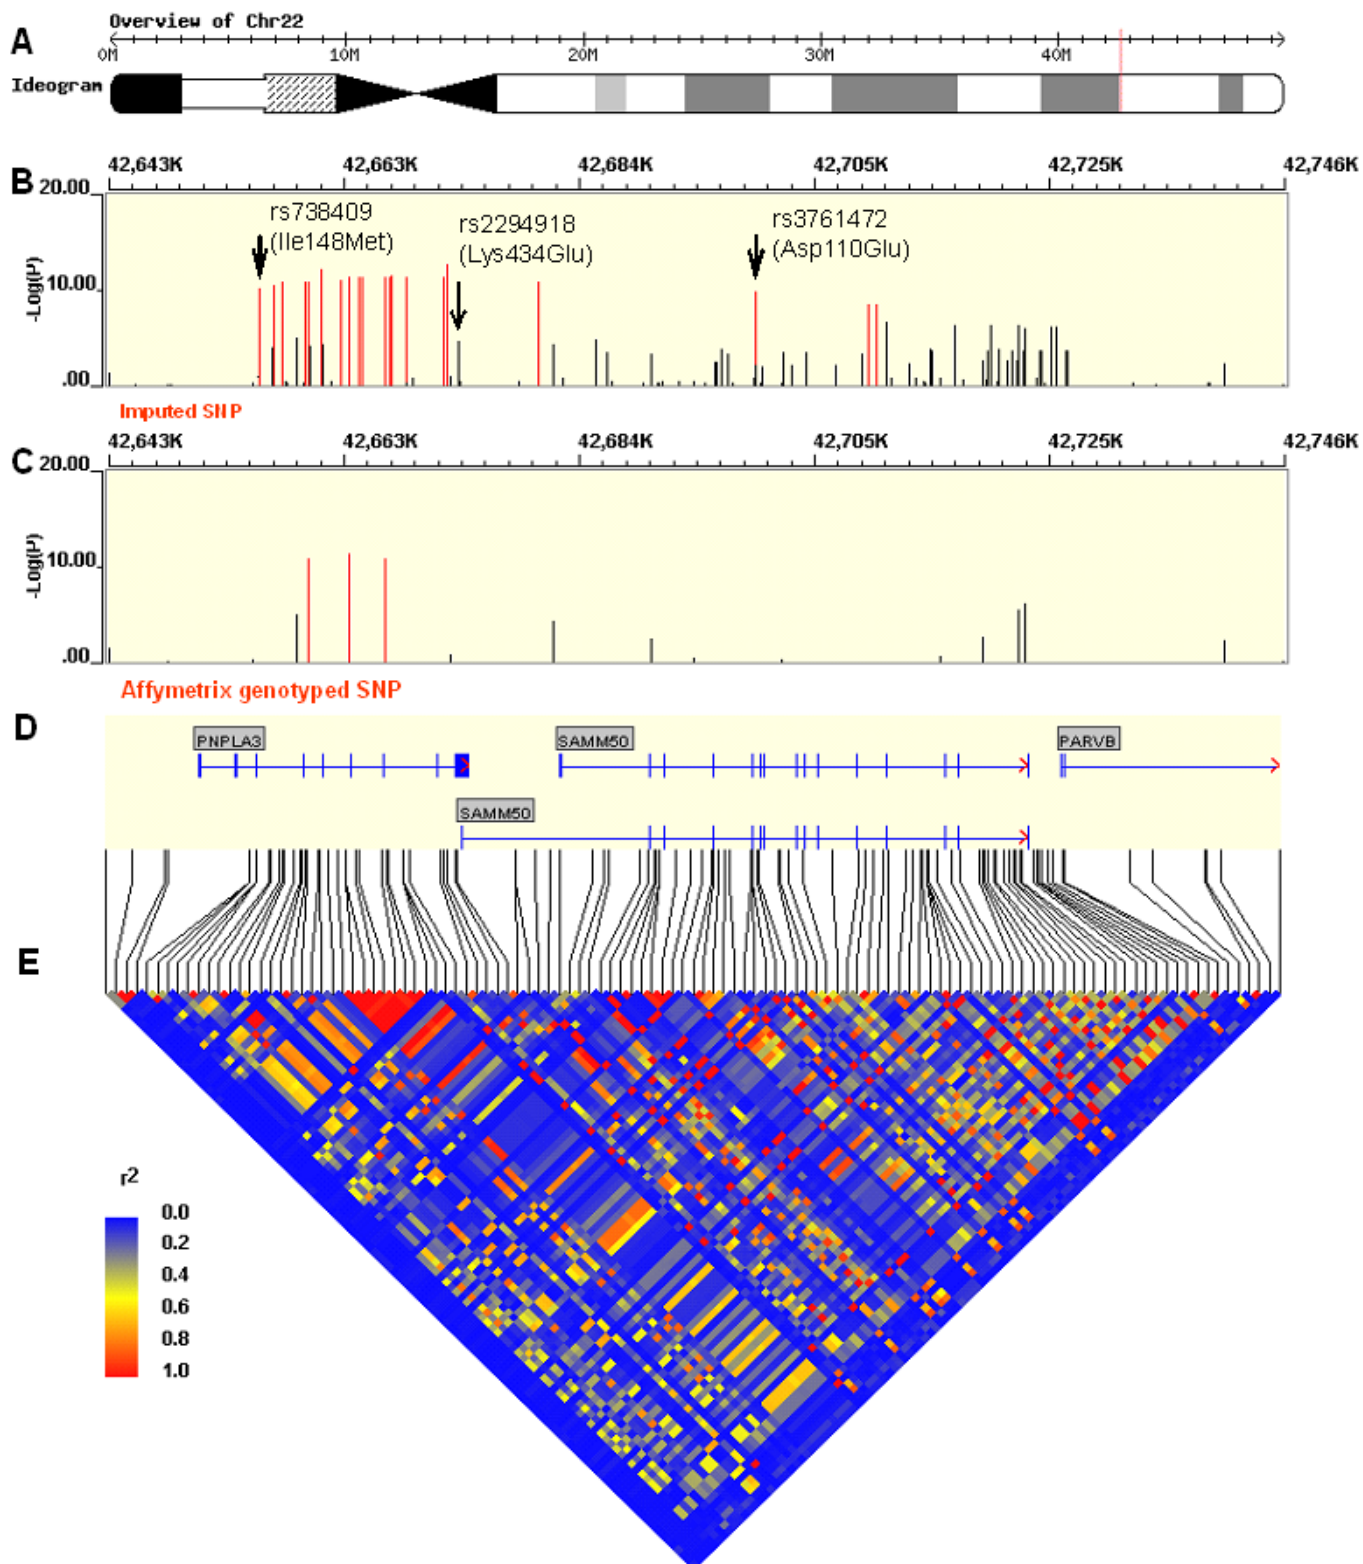 Overview of Chr22
A
0M 10M 20M 30M 40M
Ideogram
42,643K 42,663K 42,684K 42,705K 42,725K 42,746K
B
20.00
rs738409
(Ile148Met)
rs2294918
(Lys434Glu)
rs3761472
(Asp110Glu)
-Log(P)
10.00
.00
Imputed SNP
42,643K 42,663K 42,684K 42,705K 42,725K 42,746K
C
20.00
-Log(P)
10.00
.00
Affymetrix genotyped SNP
D
PNPLA3 SAMM50 PARVB
SAMM50
E
r2
0.0
0.2
0.4
0.6
0.8
1.0